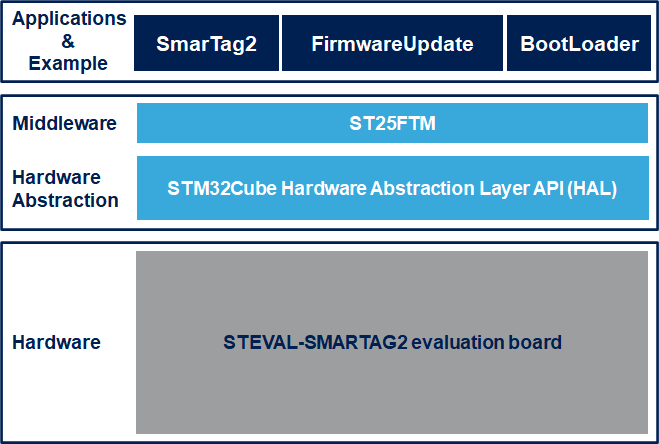 Applications
&
Example
SmarTag2
FirmwareUpdate
BootLoader
Middleware
ST25FTM
Hardware
Abstraction
STM32Cube Hardware Abstraction Layer API (HAL)
Hardware
STEVAL-SMARTAG2 evaluation board